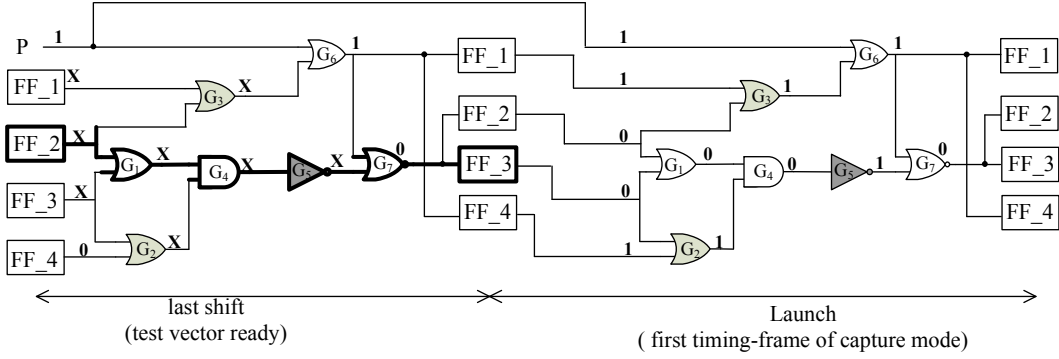 P 1 1 1 1
G₆ G₆
FF_1 X FF_1 1 FF_1
G₃ X G₃ 1
FF_2 X FF_2 0 FF_2
G₁ X G₄ X G₅ X G₇ 0 FF_3 G₁ 0 G₄ 0 G₅ 1 G₇ 0 FF_3
FF_3 X 0
FF_4 FF_4
FF_4 0 G₂ X 1 G₂ 1
last shift
(test vector ready)
Launch
( first timing-frame of capture mode)